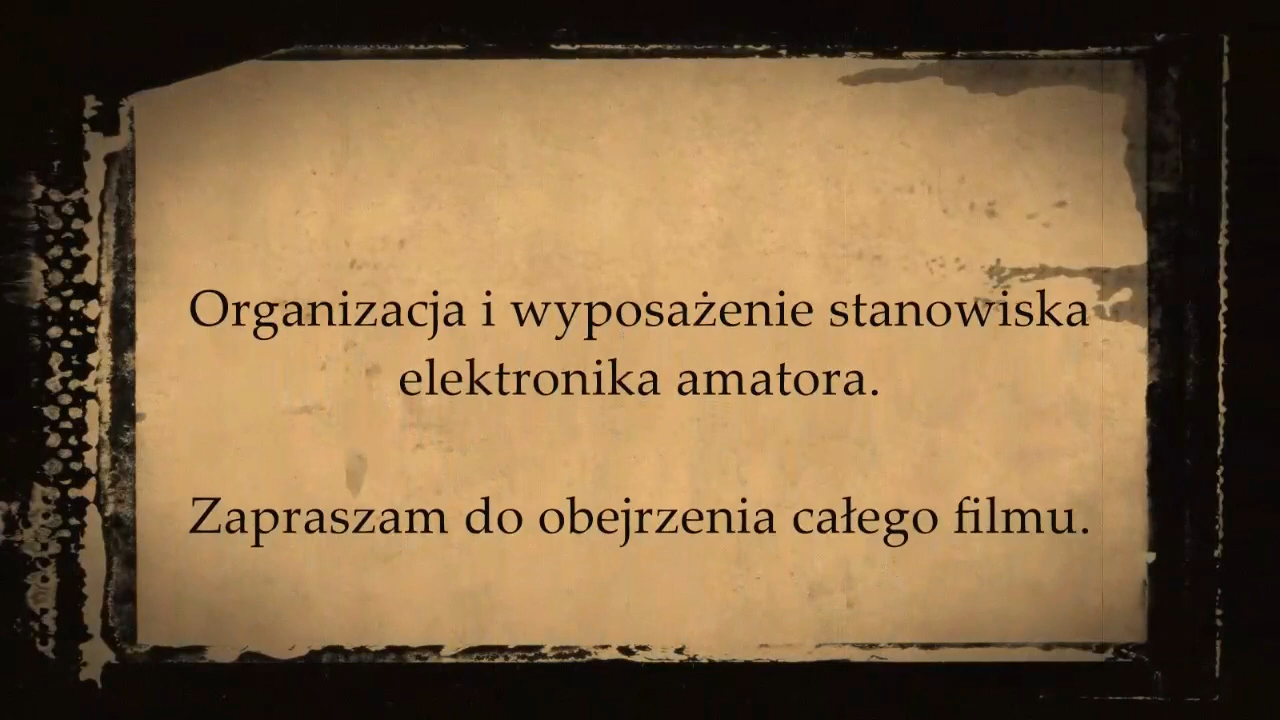 Organizacja i wyposażenie stanowiska
elektronika amatora.
Zapraszam do obejrzenia całego filmu.